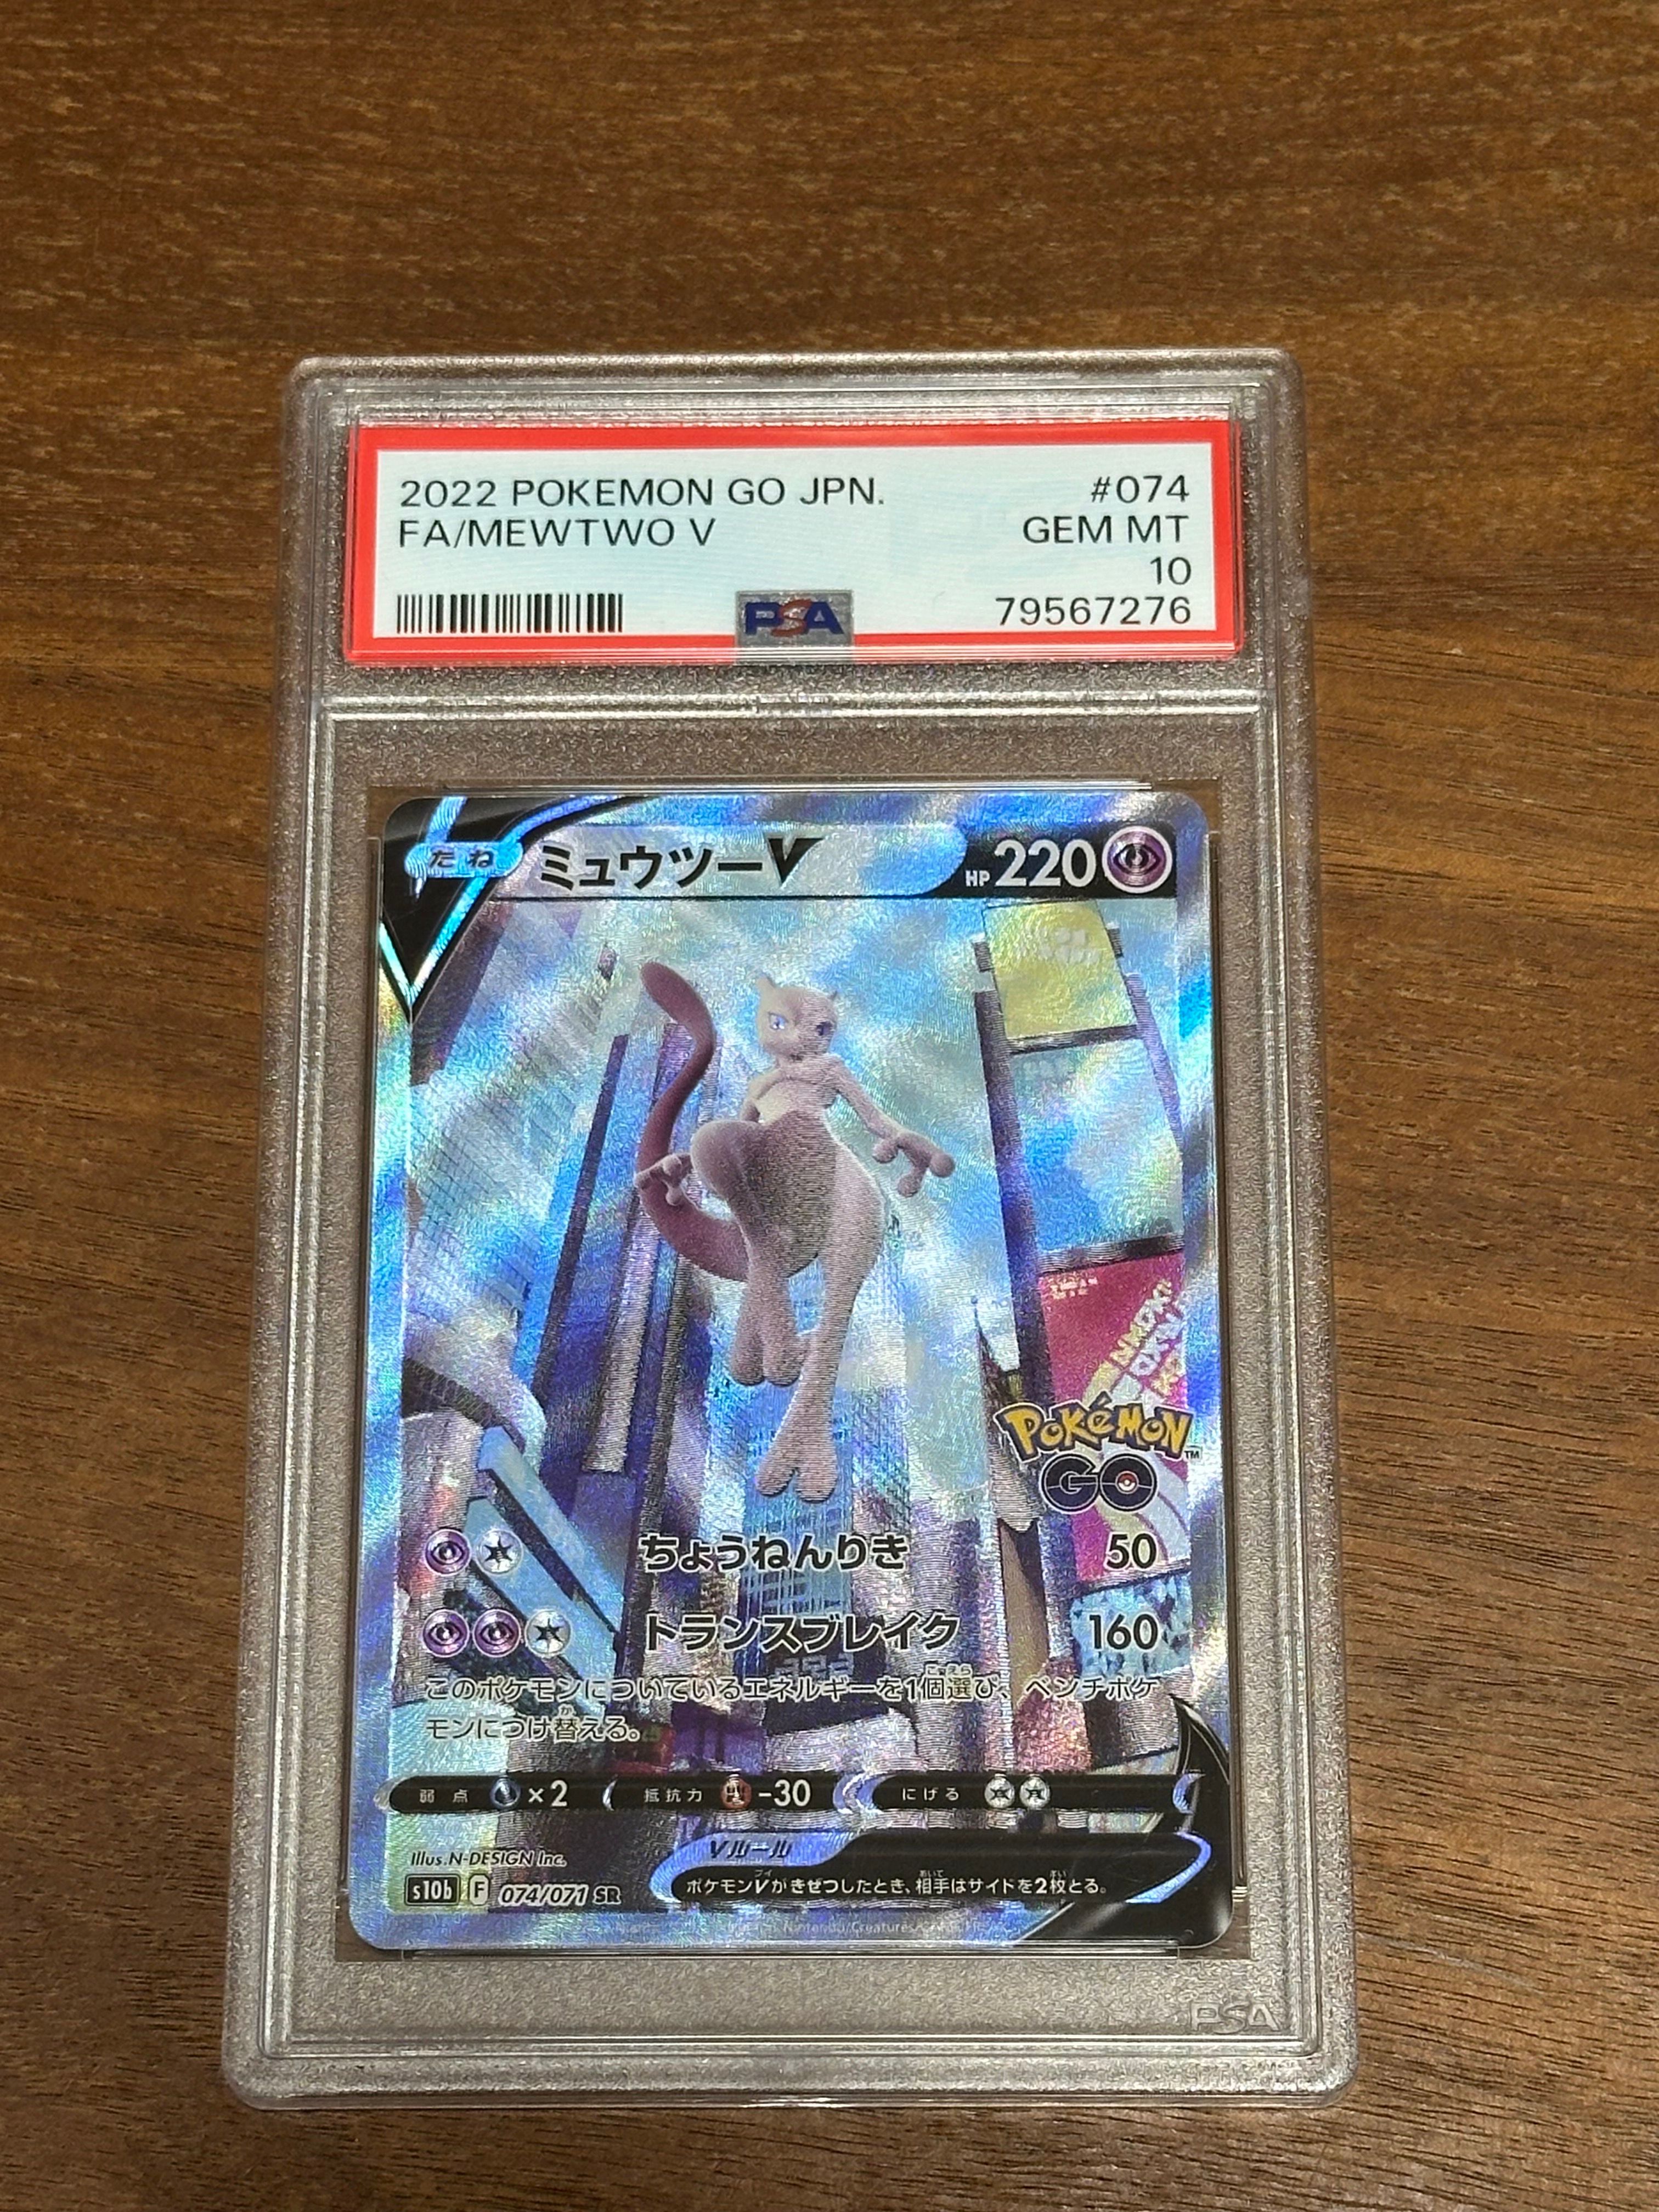 2022 POKEMON GO JPN. #074
FA/MEWTWO V GEM MT
10
PSA 79567276
たね ミュウツーV HP 220
POKéMON™
GO
ちょうねんりき 50
トランスブレイク 160
このポケモンについているエネルギーを1個選び、ベンチポケ
モンにつけ替える。
弱点 ×2 抵抗力 -30 にげる
Vルール
ポケモンVがきぜつしたとき、相手はサイドを2枚とる。
Illus. N-DESIGN Inc.
s10b F 074/071 SR
PSA